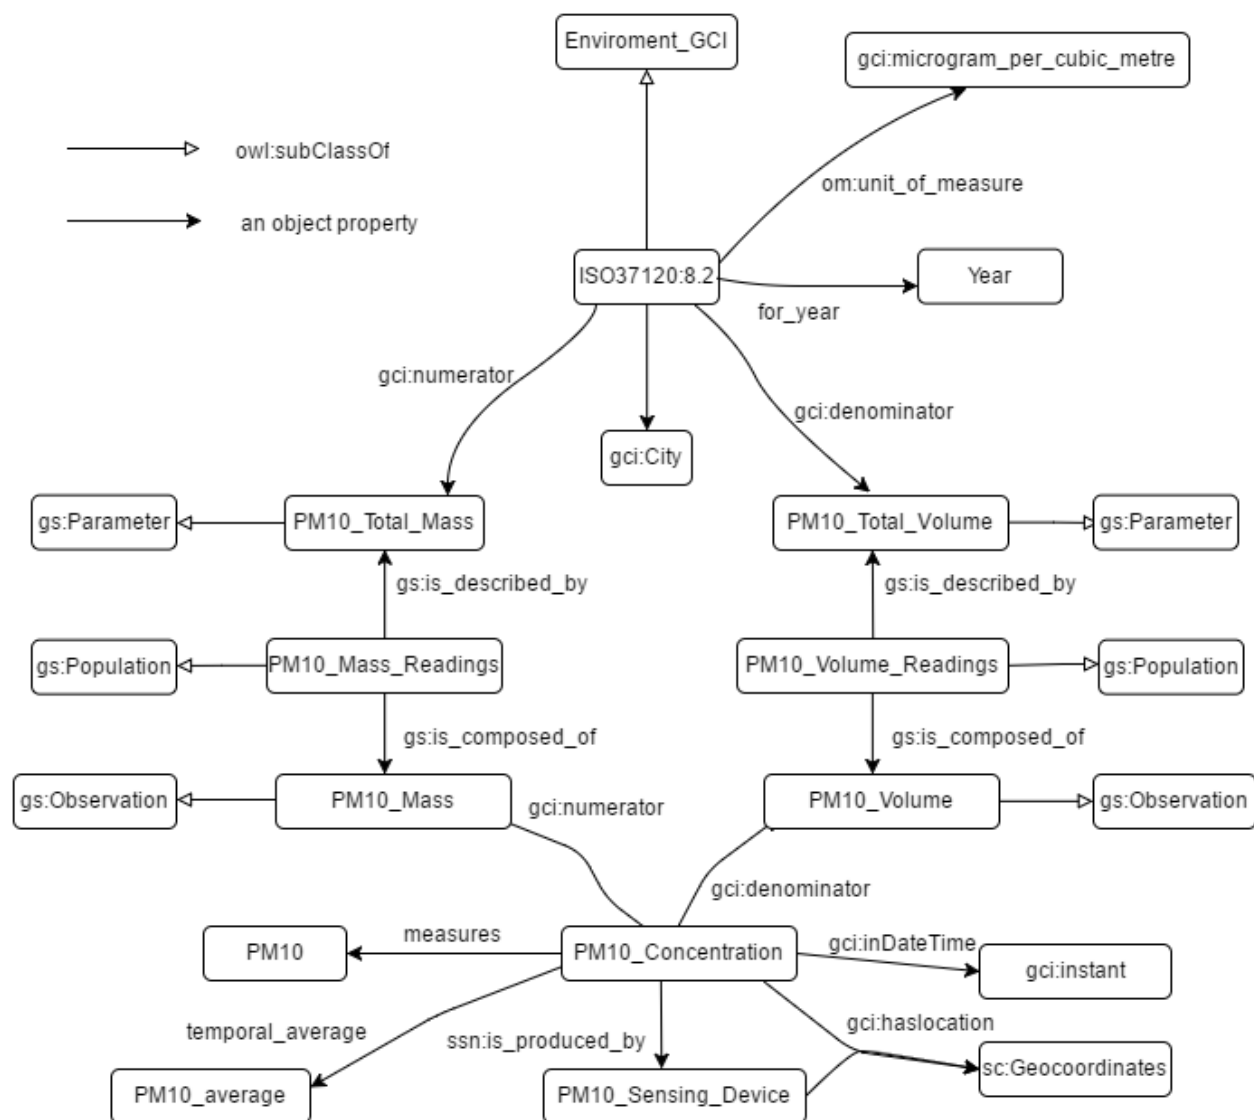 Enviroment_GCI
gci:microgram_per_cubic_metre
owl:subClassOf
om:unit_of_measure
an object property
ISO37120:8.2
Year
for_year
gci:numerator
gci:denominator
gci:City
gs:Parameter
PM10_Total_Mass
PM10_Total_Volume
gs:Parameter
gs:is_described_by
gs:is_described_by
gs:Population
PM10_Mass_Readings
PM10_Volume_Readings
gs:Population
gs:is_composed_of
gs:is_composed_of
gs:Observation
PM10_Mass
gci:numerator
PM10_Volume
gs:Observation
gci:denominator
PM10
measures
PM10_Concentration
gci:inDateTime
gci:instant
temporal_average
ssn:is_produced_by
gci:haslocation
sc:Geocoordinates
PM10_average
PM10_Sensing_Device